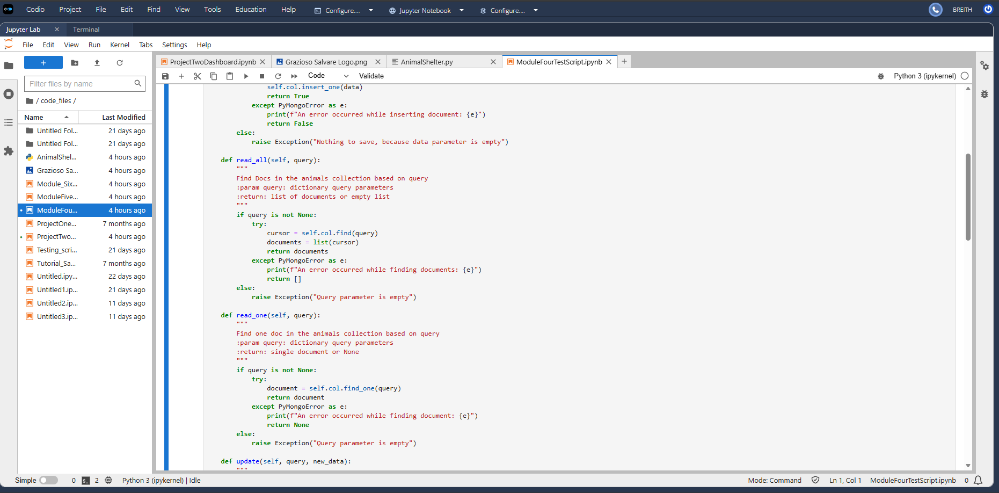 Codio Project File Edit Find View Tools Education Help Configure.... Jupyter Notebook Configure.... BREITH
Jupyter Lab Terminal
File Edit View Run Kernel Tabs Settings Help
ProjectTwoDashboard.ipynb Grazioso Salvare Logo.png AnimalShelter.py ModuleFourTestScript.ipynb
Code Validate Python 3 (ipykernel)
Filter files by name
/ code_files /
Name Last Modified
Untitled Fol... 21 days ago
Untitled Fol... 21 days ago
AnimalShel... 4 hours ago
Grazioso Sa... 4 hours ago
Module_Six... 4 hours ago
ModuleFive... 4 hours ago
ModuleFou... 4 hours ago
ProjectOne... 7 months ago
ProjectTwo... 4 hours ago
Testing_scri... 21 days ago
Tutorial_Sa... 7 months ago
Untitled.ipy... 22 days ago
Untitled1.ip... 21 days ago
Untitled2.ip... 11 days ago
Untitled3.ip... 11 days ago
self.col.insert_one(data)
return True
except PyMongoError as e:
print(f"An error occurred while inserting document: {e}")
return False
else:
raise Exception("Nothing to save, because data parameter is empty")
def read_all(self, query):
"""
Find Docs in the animals collection based on query
:param query: dictionary query parameters
:return: list of documents or empty list
"""
if query is not None:
try:
cursor = self.col.find(query)
documents = list(cursor)
return documents
except PyMongoError as e:
print(f"An error occurred while finding documents: {e}")
return []
else:
raise Exception("Query parameter is empty")
def read_one(self, query):
"""
Find one doc in the animals collection based on query
:param query: dictionary query parameters
:return: single document or None
"""
if query is not None:
try:
document = self.col.find_one(query)
return document
except PyMongoError as e:
print(f"An error occurred while finding document: {e}")
return None
else:
raise Exception("Query parameter is empty")
def update(self, query, new_data):
"""
Simple 0 2 Python 3 (ipykernel) | Idle Mode: Command Ln 1, Col 1 ModuleFourTestScript.ipynb 0